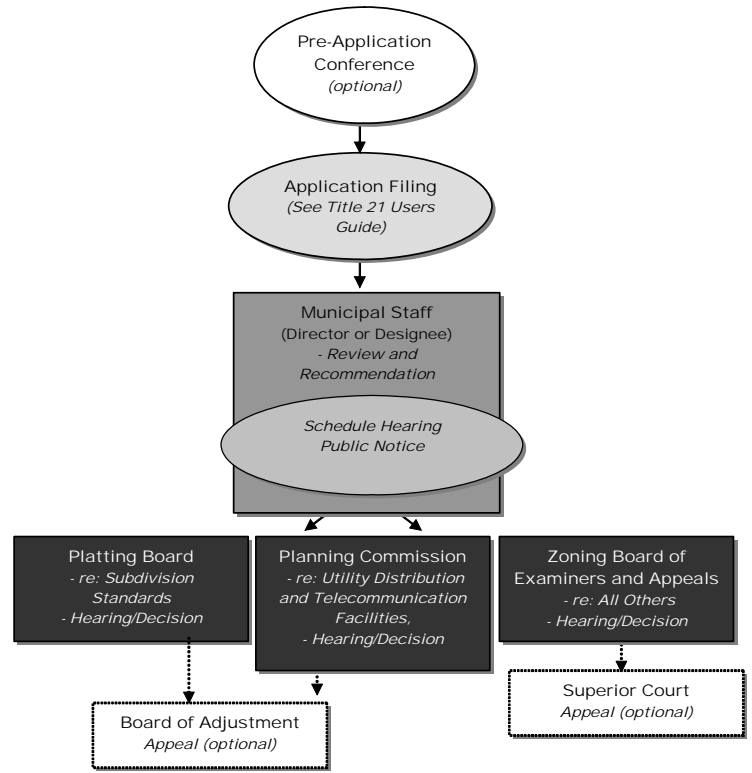 Pre-Application
Conference
(optional)
Application Filing
(See Title 21 Users
Guide)
Municipal Staff
(Director or Designee)
- Review and
Recommendation
Schedule Hearing
Public Notice
Platting Board
- re: Subdivision
Standards
- Hearing/Decision
Planning Commission
- re: Utility Distribution
and Telecommunication
Facilities,
- Hearing/Decision
Zoning Board of
Examiners and Appeals
- re: All Others
- Hearing/Decision
Board of Adjustment
Appeal (optional)
Superior Court
Appeal (optional)